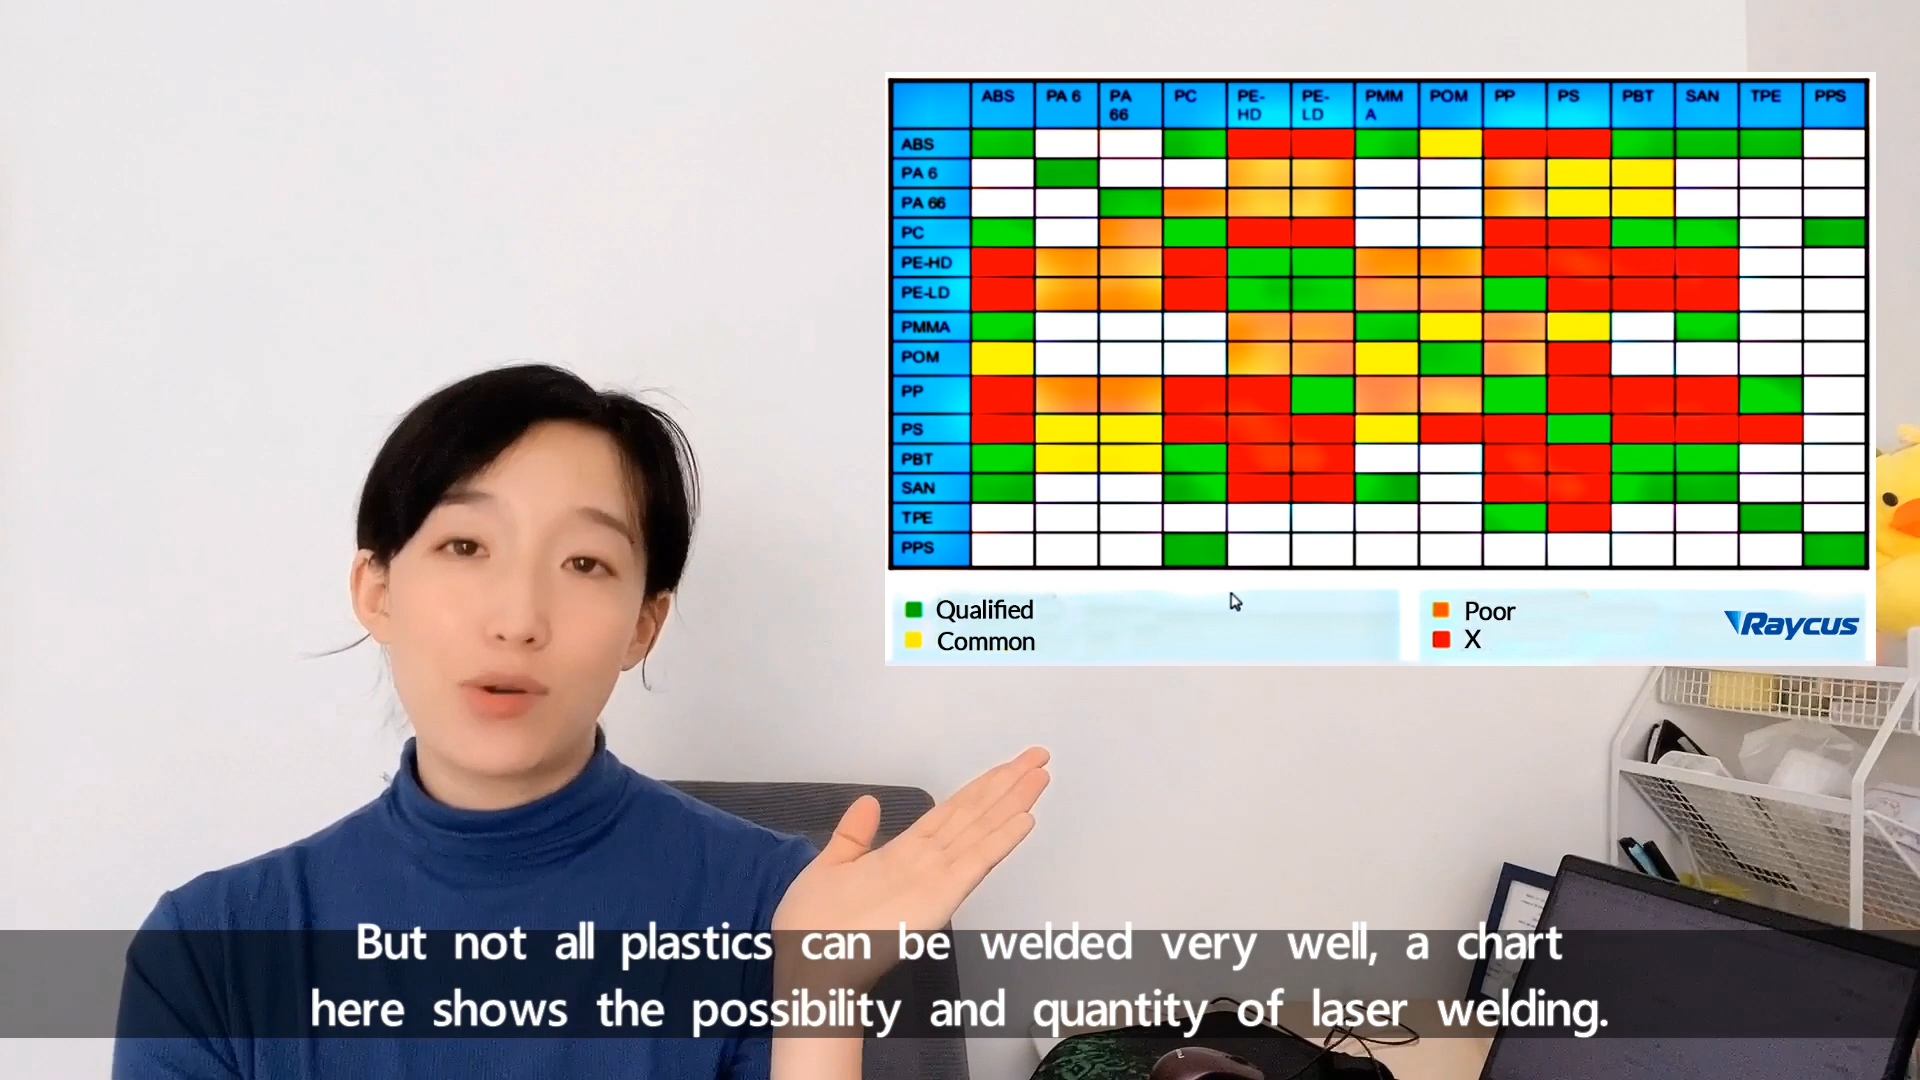 ABS PA 6 PA PC PE- PE- PMM POM PP PS PBT SAN TPE PPS
66 HD LD A
ABS
PA 6
PA 66
PC
PE-HD
PE-LD
PMMA
POM
PP
PS
PBT
SAN
TPE
PPS
Qualified
Common
Poor
X
Raycus
But not all plastics can be welded very well, a chart
here shows the possibility and quantity of laser welding.